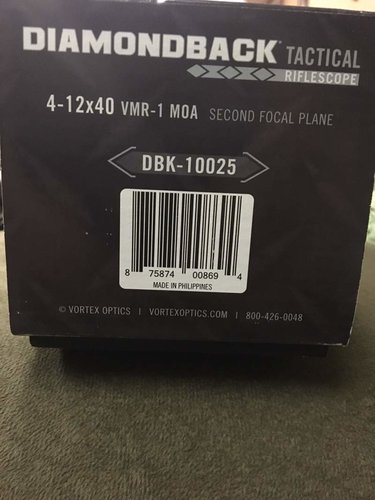 DIAMONDBACK TACTICAL
RIFLESCOPE
4-12x40 VMR-1 MOA SECOND FOCAL PLANE
DBK-10025
8 75874 00869 4
MADE IN PHILIPPINES
© VORTEX OPTICS | VORTEXOPTICS.COM | 800-426-0048